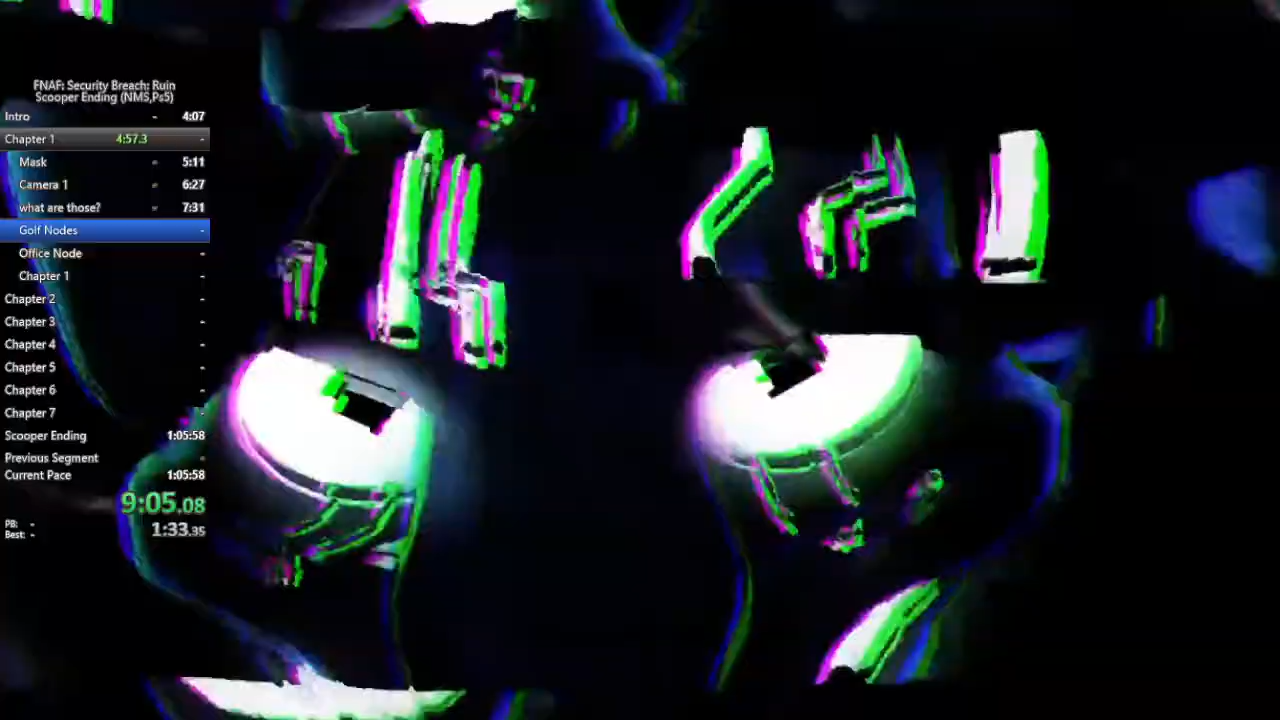 FNAF: Security Breach: Ruin
Scooper Ending (NMS,Ps5)
Intro - 4:07
Chapter 1 4:57.3 -
Mask - 5:11
Camera 1 - 6:27
what are those? - 7:31
Golf Nodes -
Office Node -
Chapter 1 -
Chapter 2 -
Chapter 3 -
Chapter 4 -
Chapter 5 -
Chapter 6 -
Chapter 7 -
Scooper Ending 1:05:58
Previous Segment -
Current Pace 1:05:58
9:05.08
PB: -
Best: - 1:33.35